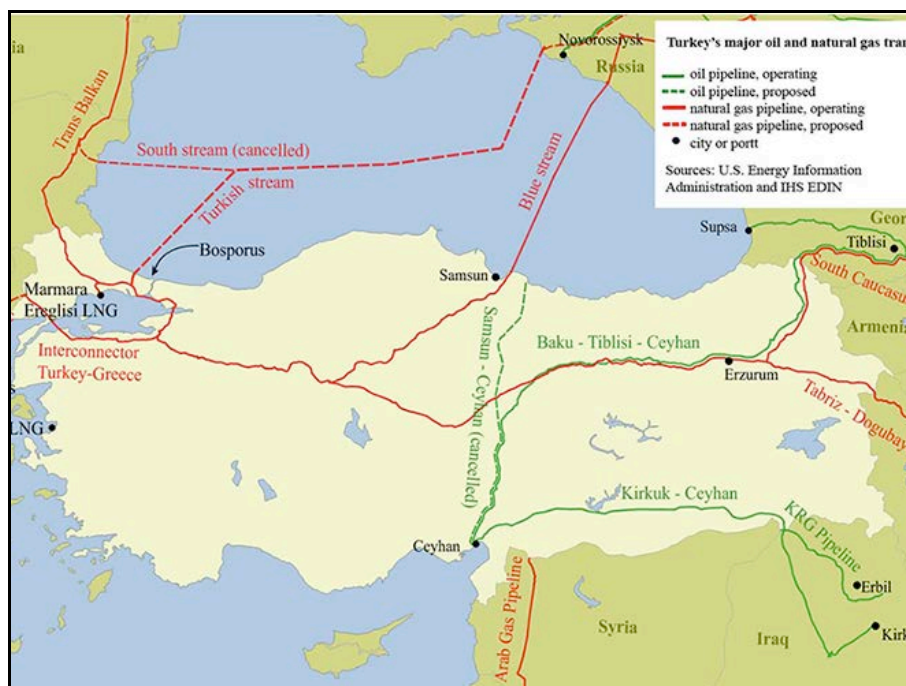 Novorossiysk
Russia
Turkey's major oil and natural gas tran
oil pipeline, operating
oil pipeline, proposed
natural gas pipeline, operating
natural gas pipeline, proposed
city or portt
Sources: U.S. Energy Information
Administration and IHS EDIN
ia
Trans Balkan
South stream (cancelled)
Turkish stream
Blue stream
Bosporus
Supsa
Geor
Tiblisi
South Caucasu
Samsun
Marmara
Ereglisi LNG
Armenia
Interconnector
Turkey-Greece
Samsun - Ceyhan (cancelled)
Baku - Tiblisi - Ceyhan
Erzurum
Tabriz - Dogubay
s
LNG
Kirkuk - Ceyhan
Ceyhan
KRG Pipeline
Erbil
Arab Gas Pipeline
Syria
Iraq
Kirk